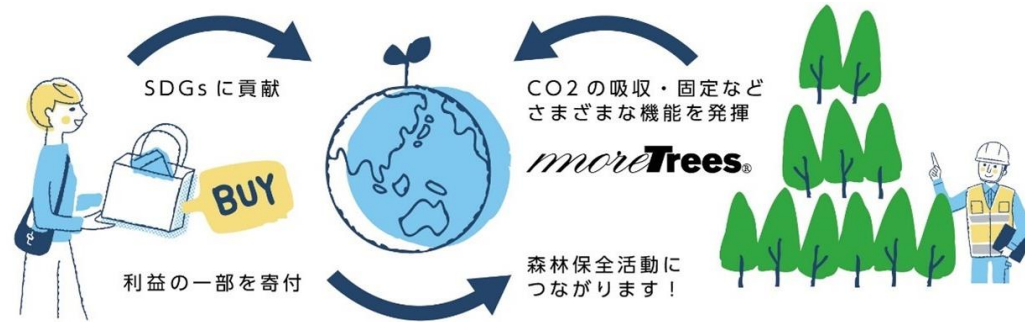 SDGsに貢献
BUY
利益の一部を寄付
CO2の吸収・固定など
さまざまな機能を発揮
moreTrees®
森林保全活動に
つながります！